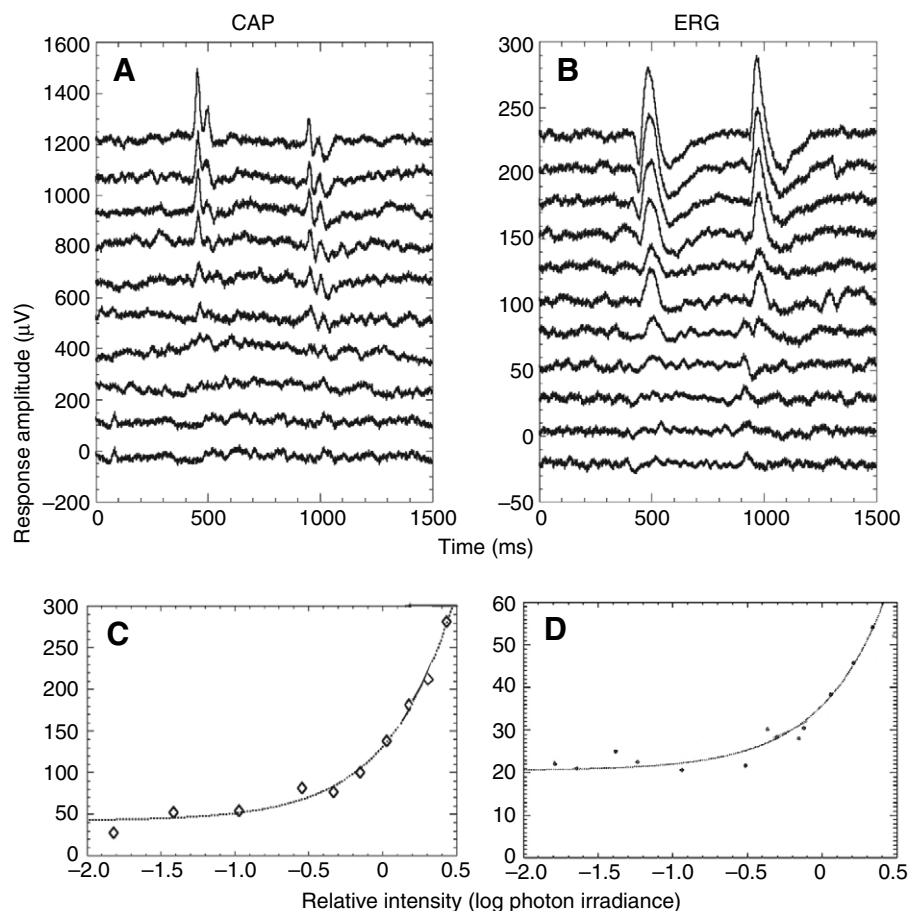 CAP
ERG
A
B
1600
1400
1200
1000
800
600
400
200
0
–200
300
250
200
150
100
50
0
–50
Response amplitude (µV)
0 500 1000 1500
0 500 1000 1500
Time (ms)
C
D
300
250
200
150
100
50
0
60
50
40
30
20
10
0
–2.0 –1.5 –1.0 –0.5 0 0.5
–2.0 –1.5 –1.0 –0.5 0 0.5
Relative intensity (log photon irradiance)